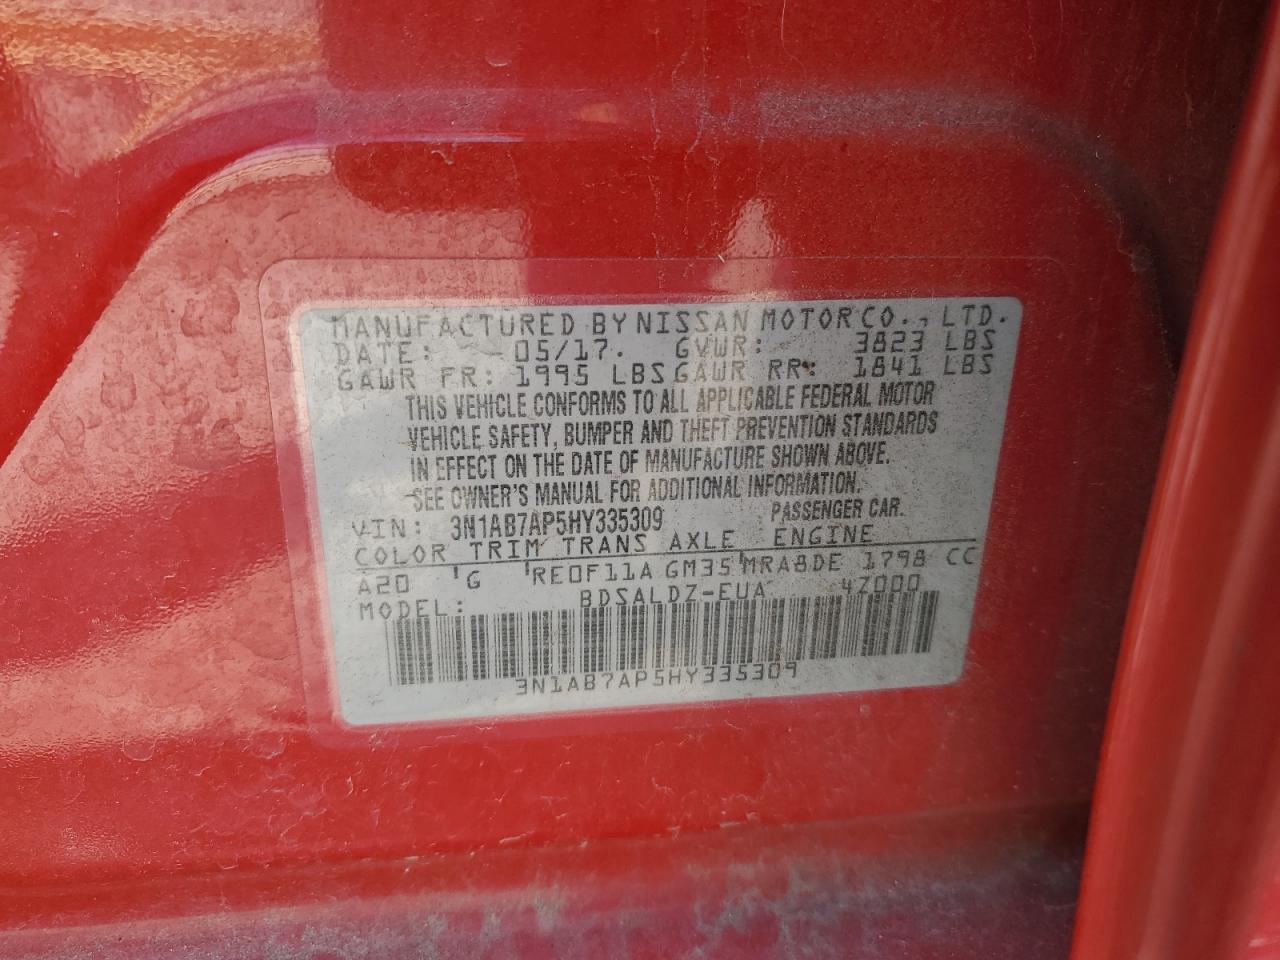 MANUFACTURED BY NISSAN MOTOR CO., LTD.
DATE: 05/17. GVWR: 3823 LBS
GAWR FR: 1995 LBS GAWR RR: 1841 LBS
THIS VEHICLE CONFORMS TO ALL APPLICABLE FEDERAL MOTOR
VEHICLE SAFETY, BUMPER AND THEFT PREVENTION STANDARDS
IN EFFECT ON THE DATE OF MANUFACTURE SHOWN ABOVE.
SEE OWNER'S MANUAL FOR ADDITIONAL INFORMATION.
VIN: 3N1AB7AP5HY335309 PASSENGER CAR.
COLOR TRIM TRANS AXLE ENGINE
A20 'G 'RE0F11A GM35'MRA8DE 1798 CC
MODEL: BDSALDZ-EUA 4Z000
3N1AB7AP5HY335309